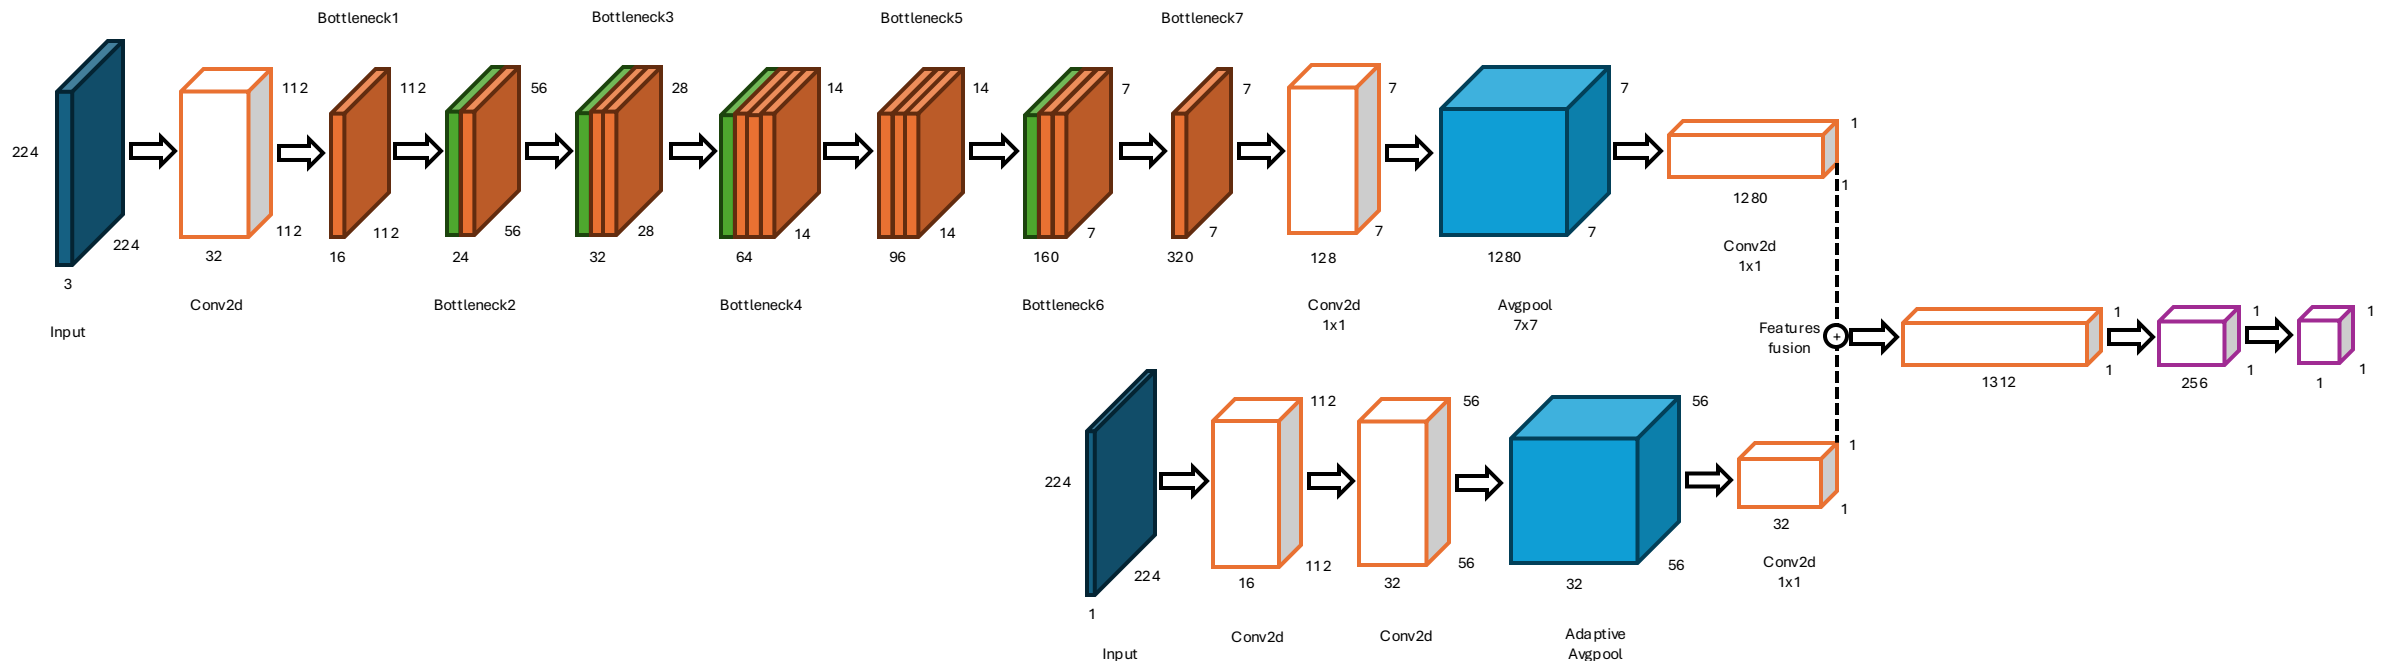 Bottleneck1
Bottleneck3
Bottleneck5
Bottleneck7
224
224
3
Input
112
112
32
Conv2d
112
112
16
56
56
24
Bottleneck2
28
28
32
14
14
64
Bottleneck4
14
14
96
7
7
160
Bottleneck6
7
7
320
7
7
128
Conv2d
1x1
7
7
1280
Avgpool
7x7
1
1
1280
Conv2d
1x1
Features
fusion
+
1
1
1312
1
1
256
1
1
1
224
224
1
Input
112
112
16
Conv2d
56
56
32
Conv2d
56
56
32
Adaptive
Avgpool
1
1
32
Conv2d
1x1